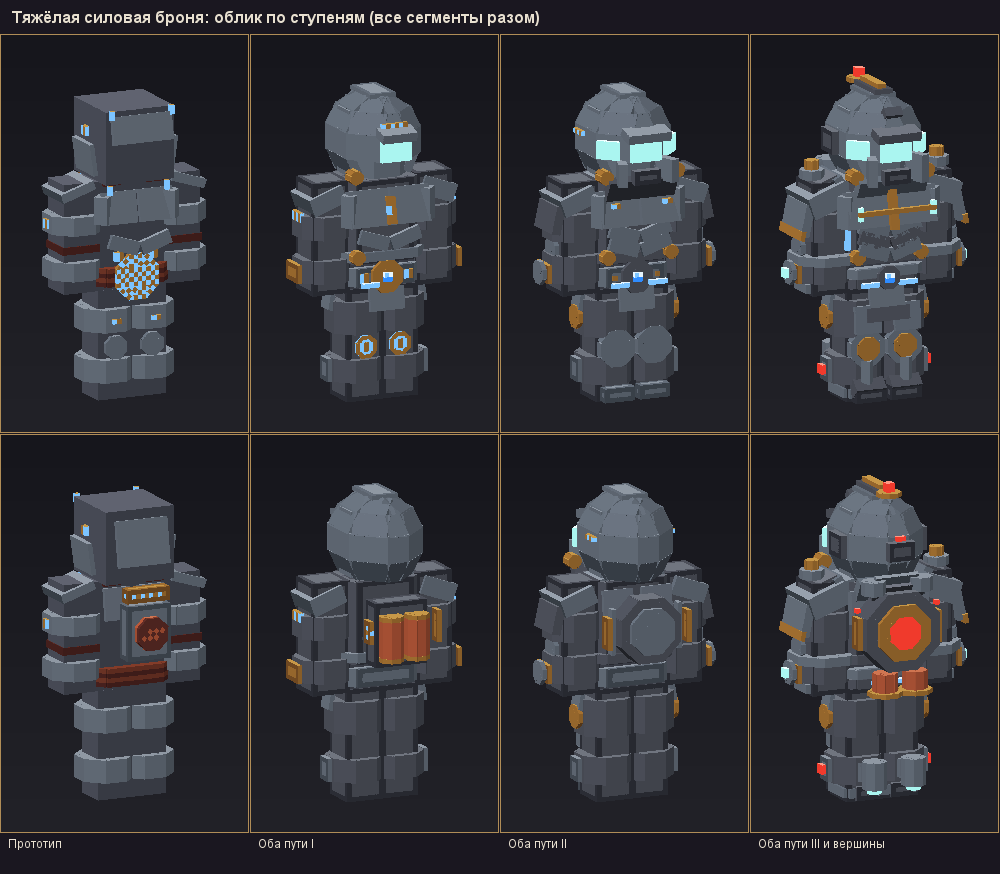 Тяжёлая силовая броня: облик по ступеням (все сегменты разом)
Прототип
Оба пути I
Оба пути II
Оба пути III и вершины